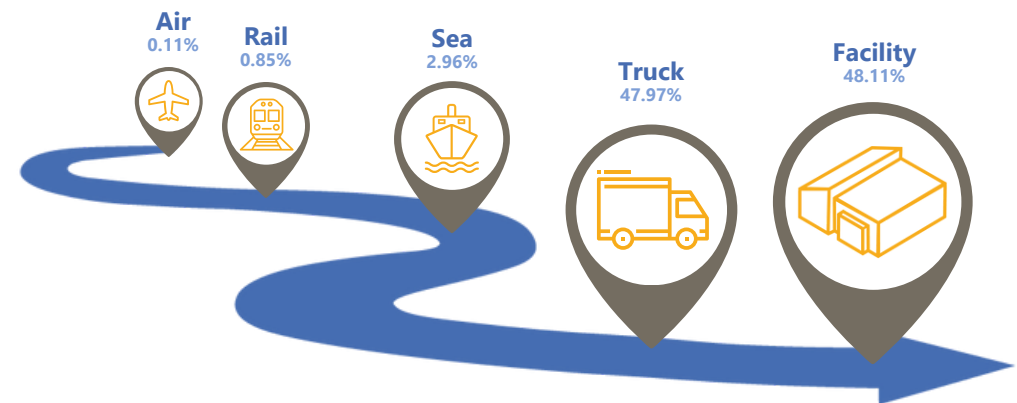 Air
0.11%
Rail
0.85%
Sea
2.96%
Truck
47.97%
Facility
48.11%